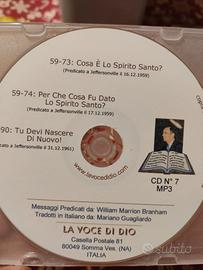 59-73: Cosa È Lo Spirito Santo?
(Predicato a Jeffersonville il 16.12.1959)
59-74: Per Che Cosa Fu Dato
Lo Spirito Santo?
(Predicato a Jeffersonville il 17.12.1959)
90: Tu Devi Nascere
Di Nuovo!
a Jeffersonville il 31.12.1961)
www.lavocedidio.com
CD N° 7
MP3
Messaggi Predicati da: William Marrion Branham
Tradotti in Italiano da: Mariano Guagliardo
LA VOCE DI DIO
Casella Postale 81
80049 Somma Ves. (NA)
ITALIA
Subito